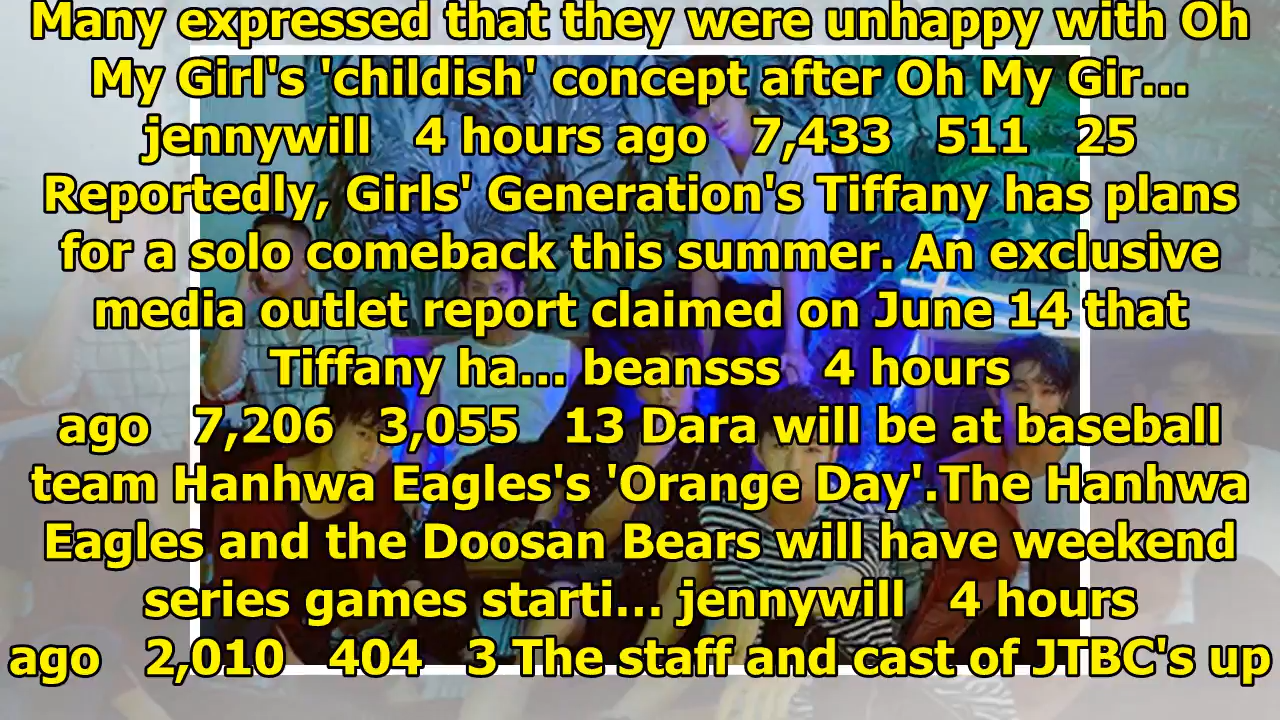 Many expressed that they were unhappy with Oh
My Girl's 'childish' concept after Oh My Gir...
jennywill 4 hours ago 7,433 511 25
Reportedly, Girls' Generation's Tiffany has plans
for a solo comeback this summer. An exclusive
media outlet report claimed on June 14 that
Tiffany ha... beansss 4 hours
ago 7,206 3,055 13 Dara will be at baseball
team Hanhwa Eagles's 'Orange Day'.The Hanhwa
Eagles and the Doosan Bears will have weekend
series games starti... jennywill 4 hours
ago 2,010 404 3 The staff and cast of JTBC's up